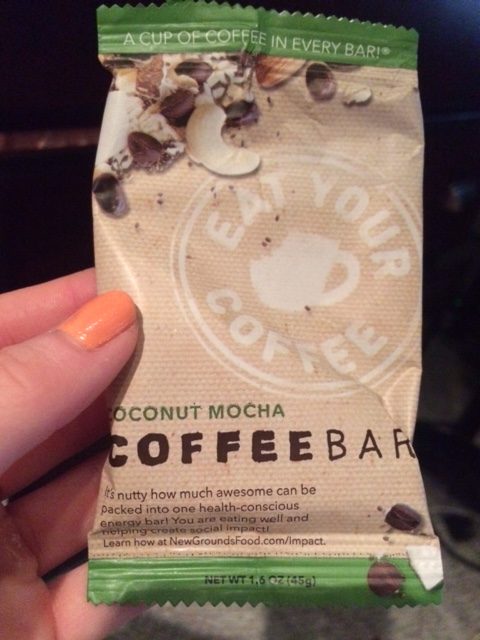 A CUP OF COFFEE IN EVERY BAR!®
EAT YOUR
COFFEE
OCONUT MOCHA
COFFEEBAR
It's nutty how much awesome can be
packed into one health-conscious
energy bar! You are eating well and
helping create social impact!
Learn how at NewGroundsFood.com/Impact.
NET WT 1.6 OZ (45g)